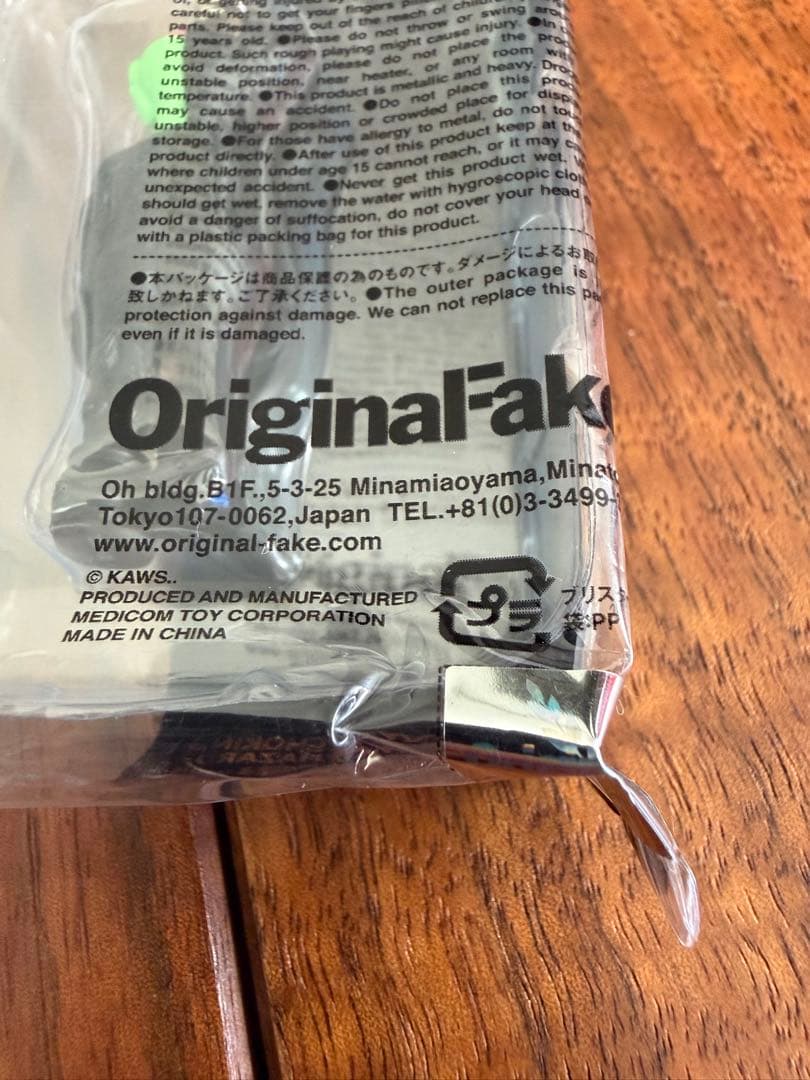 careful not to get your fingers
parts. Please keep out of the reach of
15 years old. ●Please do not throw or swing
product. Such rough playing might cause injury. ●In
avoid deformation, please do not place the
unstable position, near heater, or any room
temperature. ●This product is metallic and heavy.
may cause an accident. ●Do not place this
unstable, higher position or crowded place for
storage. ●For those have allergy to metal, do not
product directly. ●After use of this product keep at
where children under age 15 cannot reach, or it may
unexpected accident. ●Never get this product wet.
should get wet, remove the water with hygroscopic
avoid a danger of suffocation, do not cover your head
with a plastic packing bag for this product.
●本パッケージは商品保護の為のものです。ダメージによるお取
致しかねます。ご了承ください。 ●The outer package is
protection against damage. We can not replace this
even if it is damaged.
OriginalFake
Oh bldg.B1F.,5-3-25 Minamiaoyama,Minato
Tokyo107-0062,Japan TEL.+81(0)3-3499-
www.original-fake.com
© KAWS..
PRODUCED AND MANUFACTURED
MEDICOM TOY CORPORATION
MADE IN CHINA
プラ
ブリス
袋:PP